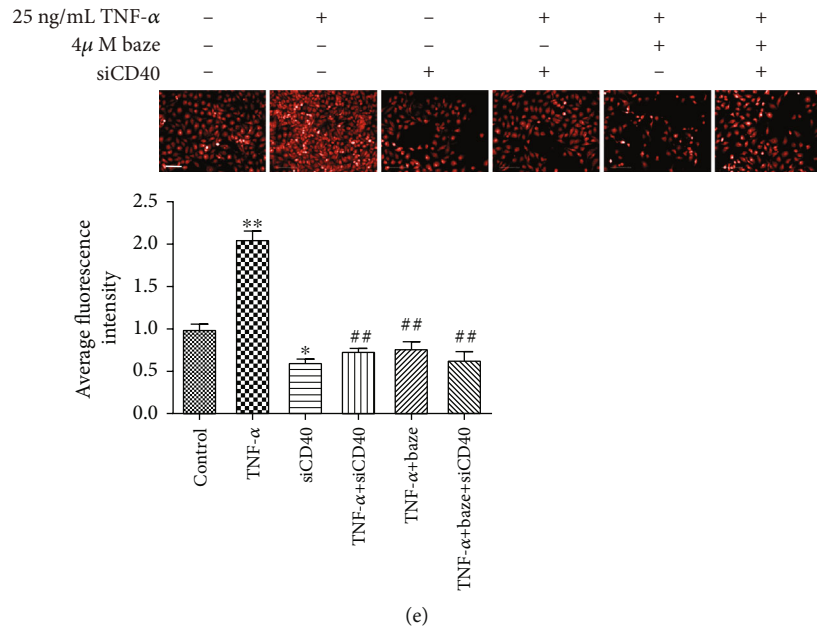 25 ng/mL TNF-α – + – + + +
4μ M baze – – – – + +
siCD40 – – + + – +
2.5
2.0
1.5
1.0
0.5
0.0
Average fluorescence
intensity
**
*
##
##
##
Control
TNF-α
siCD40
TNF-α+siCD40
TNF-α+baze
TNF-α+baze+siCD40
(e)